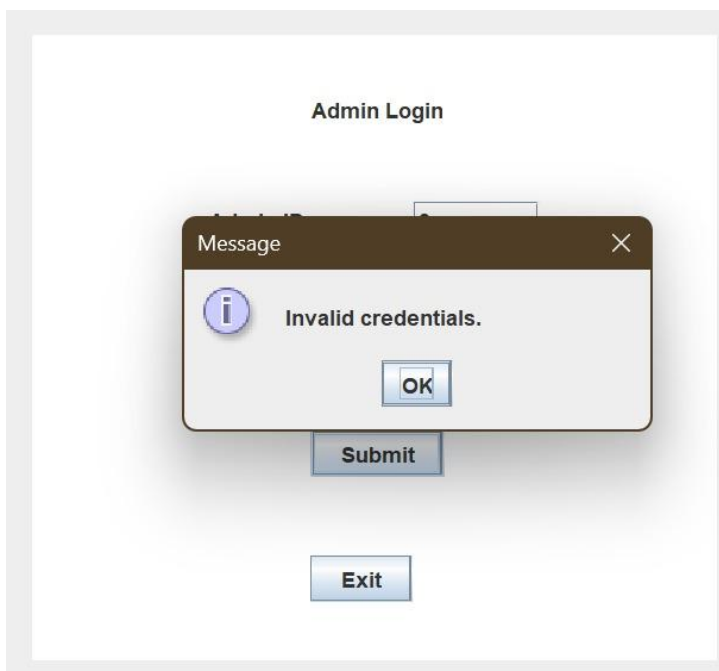 Admin Login
Message
Invalid credentials.
OK
Submit
Exit